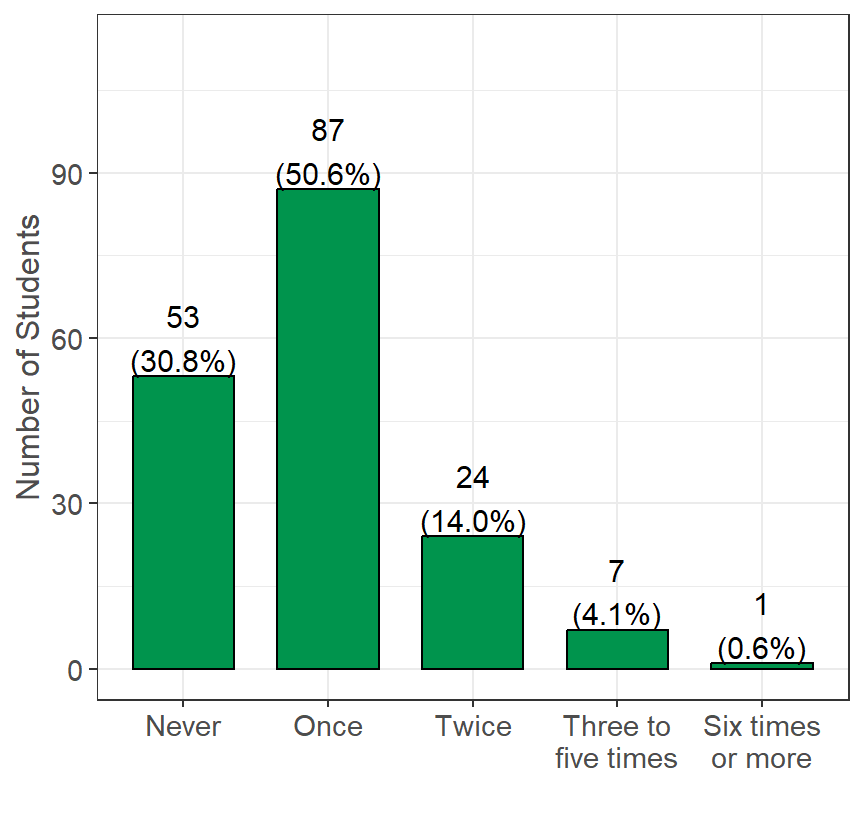 Number of Students
90
60
30
0
53
(30.8%)
87
(50.6%)
24
(14.0%)
7
(4.1%)
1
(0.6%)
Never
Once
Twice
Three to
five times
Six times
or more